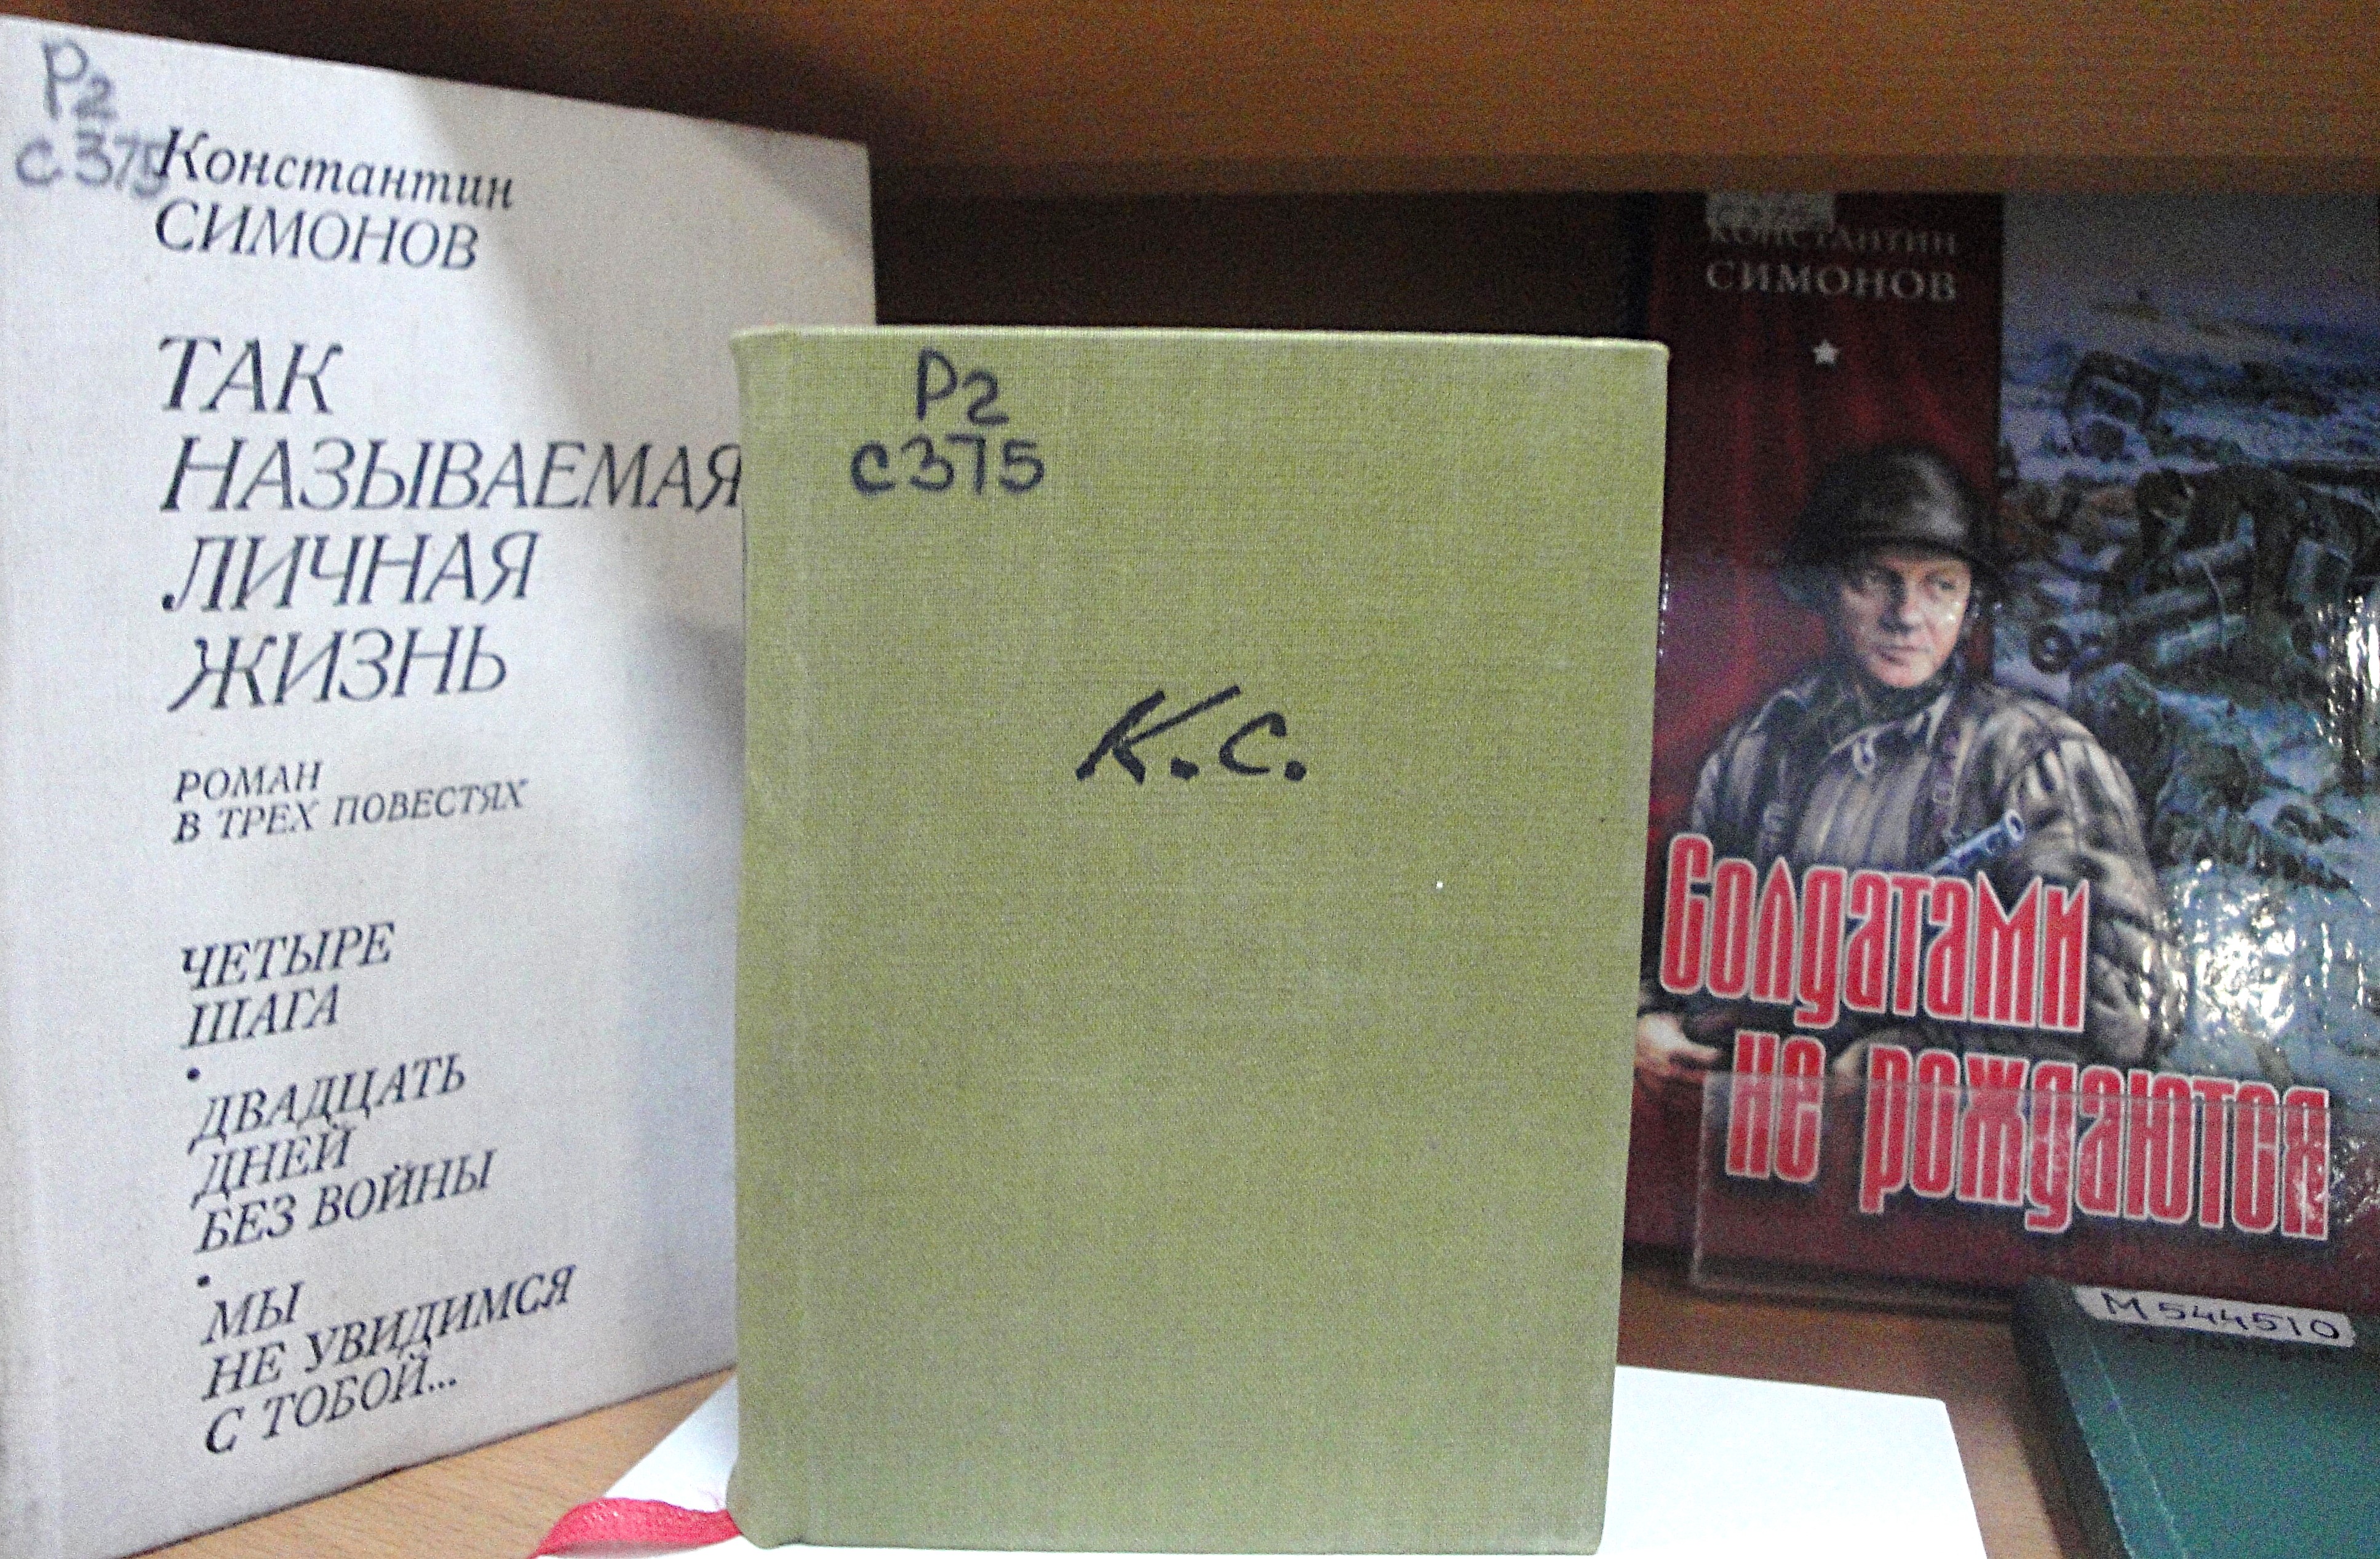 Р2
С375
Константин
СИМОНОВ
ТАК
НАЗЫВАЕМАЯ
ЛИЧНАЯ
ЖИЗНЬ
РОМАН
В ТРЕХ ПОВЕСТЯХ
ЧЕТЫРЕ
ШАГА
•
ДВАДЦАТЬ
ДНЕЙ
БЕЗ ВОЙНЫ
•
МЫ
НЕ УВИДИМСЯ
С ТОБОЙ...
Р2
С375
К.С.
КОНСТАНТИН
СИМОНОВ
Солдатами
не рождаются
М544510